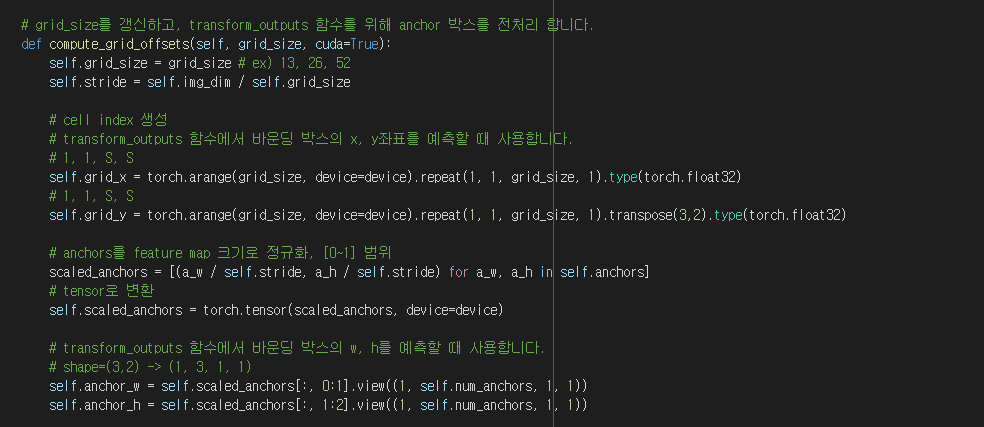 # grid_size를 갱신하고, transform_outputs 함수를 위해 anchor 박스를 전처리 합니다.
def compute_grid_offsets(self, grid_size, cuda=True):
    self.grid_size = grid_size # ex) 13, 26, 52
    self.stride = self.img_dim / self.grid_size
    # cell index 생성
    # transform_outputs 함수에서 바운딩 박스의 x, y좌표를 예측할 때 사용합니다.
    # 1, 1, S, S
    self.grid_x = torch.arange(grid_size, device=device).repeat(1, 1, grid_size, 1).type(torch.float32)
    # 1, 1, S, S
    self.grid_y = torch.arange(grid_size, device=device).repeat(1, 1, grid_size, 1).transpose(3,2).type(torch.float32)
    # anchors를 feature map 크기로 정규화, [0~1] 범위
    scaled_anchors = [(a_w / self.stride, a_h / self.stride) for a_w, a_h in self.anchors]
    # tensor로 변환
    self.scaled_anchors = torch.tensor(scaled_anchors, device=device)
    # transform_outputs 함수에서 바운딩 박스의 w, h를 예측할 때 사용합니다.
    # shape=(3,2) -> (1, 3, 1, 1)
    self.anchor_w = self.scaled_anchors[:, 0:1].view((1, self.num_anchors, 1, 1))
    self.anchor_h = self.scaled_anchors[:, 1:2].view((1, self.num_anchors, 1, 1))